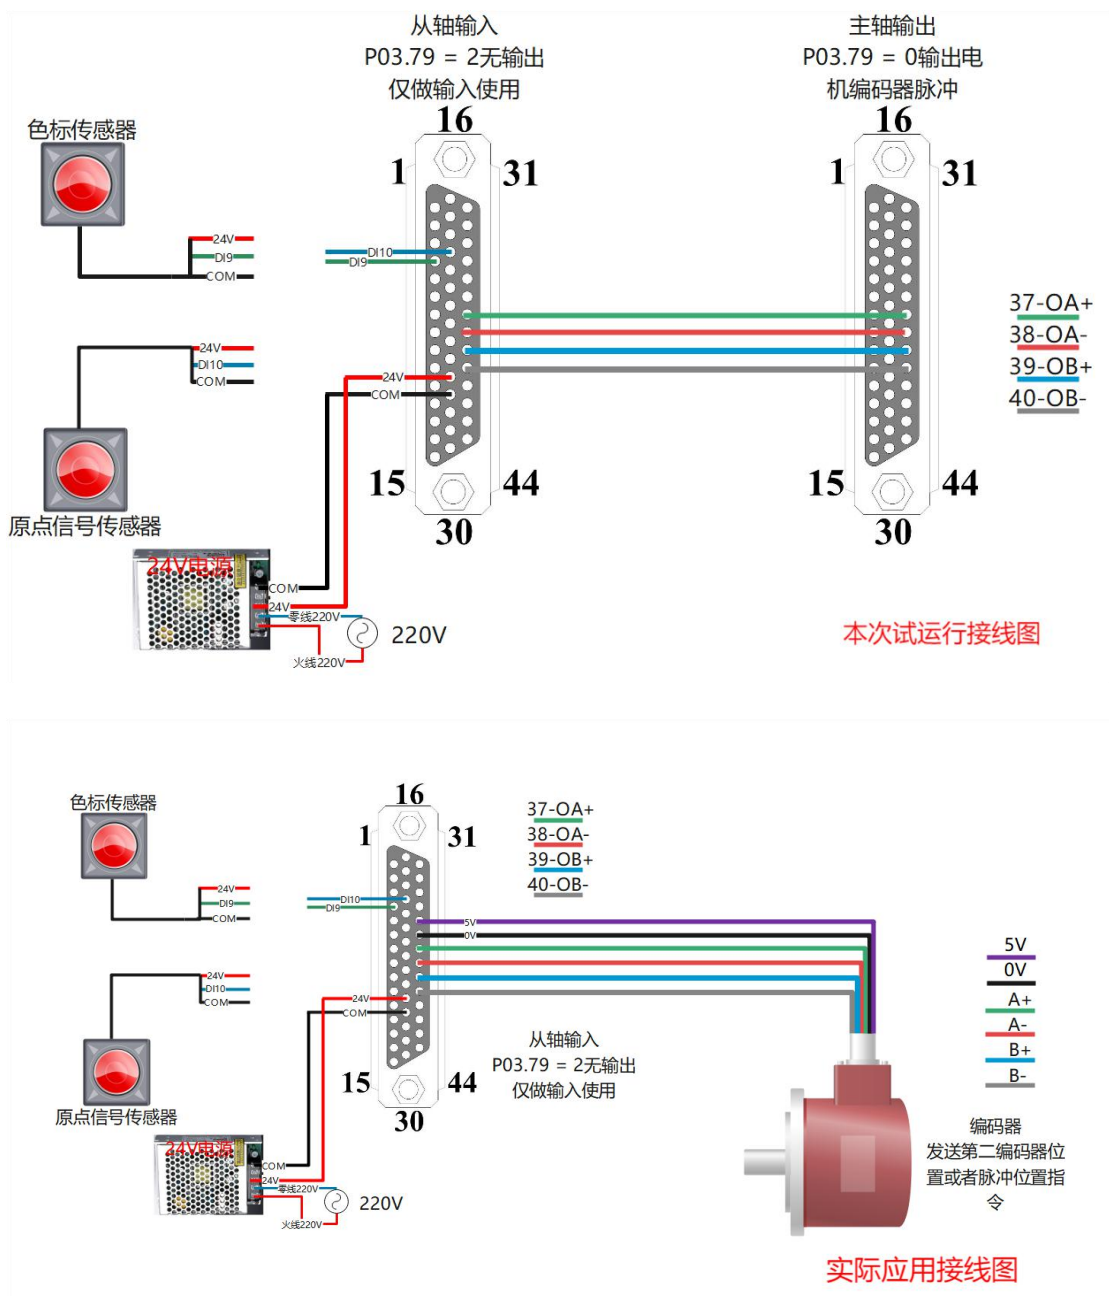 从轴输入
P03.79 = 2无输出
仅做输入使用
主轴输出
P03.79 = 0输出电
机编码器脉冲
16
16
色标传感器
1
31
1
31
24V
DI9
COM
DI10
DI9
37-OA+
38-OA-
39-OB+
40-OB-
24V
DI10
COM
24V
COM
15
44
15
44
原点信号传感器
30
30
24V电源
COM
24V
零线220V
火线220V
220V
本次试运行接线图
16
色标传感器
1
31
37-OA+
38-OA-
39-OB+
40-OB-
24V
DI9
COM
DI10
DI9
5V
0V
5V
0V
A+
A-
B+
B-
24V
DI10
COM
24V
COM
从轴输入
P03.79 = 2无输出
仅做输入使用
15
44
30
原点信号传感器
24V电源
COM
24V
零线220V
火线220V
220V
编码器
发送第二编码器位
置或者脉冲位置指
令
实际应用接线图